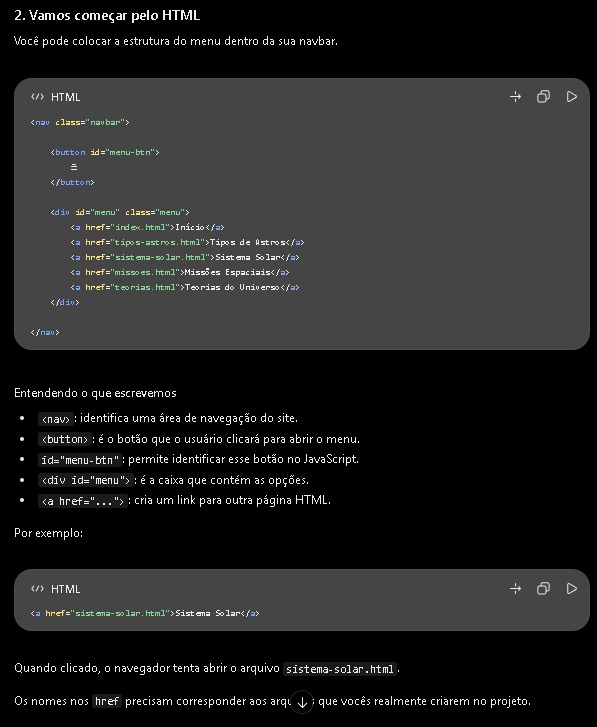 2. Vamos começar pelo HTML
Você pode colocar a estrutura do menu dentro da sua navbar.
</> HTML
<nav class="navbar">
<button id="menu-btn">
☰
</button>
<div id="menu" class="menu">
<a href="index.html">Início</a>
<a href="tipos-astros.html">Tipos de Astros</a>
<a href="sistema-solar.html">Sistema Solar</a>
<a href="missoes.html">Missões Espaciais</a>
<a href="teorias.html">Teorias do Universo</a>
</div>
</nav>
Entendendo o que escrevemos
• <nav>: identifica uma área de navegação do site.
• <button>: é o botão que o usuário clicará para abrir o menu.
• id="menu-btn": permite identificar esse botão no JavaScript.
• <div id="menu">: é a caixa que contém as opções.
• <a href="...">: cria um link para outra página HTML.
Por exemplo:
</> HTML
<a href="sistema-solar.html">Sistema Solar</a>
Quando clicado, o navegador tenta abrir o arquivo sistema-solar.html.
Os nomes nos href precisam corresponder aos que vocês realmente criarem no projeto.